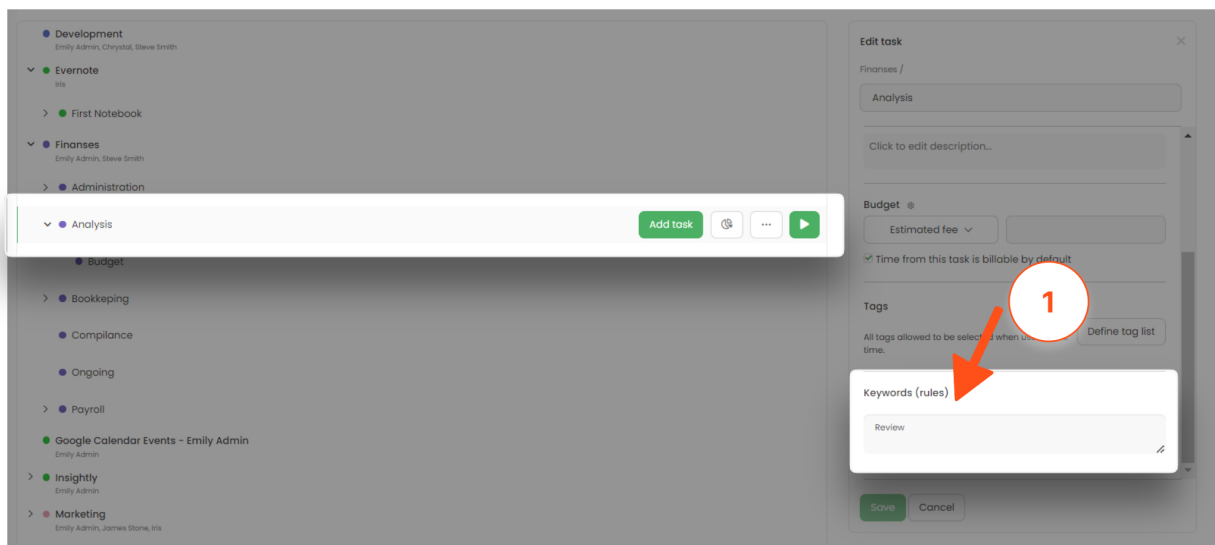 Development
Emily Admin, Chrystal, Steve Smith
Evernote
Iris
First Notebook
Finanses
Emily Admin, Steve Smith
Administration
Analysis
Add task
...
Budget
Bookkeping
Compilance
Ongoing
Payroll
Google Calendar Events - Emily Admin
Emily Admin
Insightly
Emily Admin
Marketing
Emily Admin, James Stone, Iris
Edit task
Finanses /
Analysis
Click to edit description...
Budget
Estimated fee
Time from this task is billable by default
1
Tags
All tags allowed to be selected when
time.
Define tag list
Keywords (rules)
Review
Save
Cancel